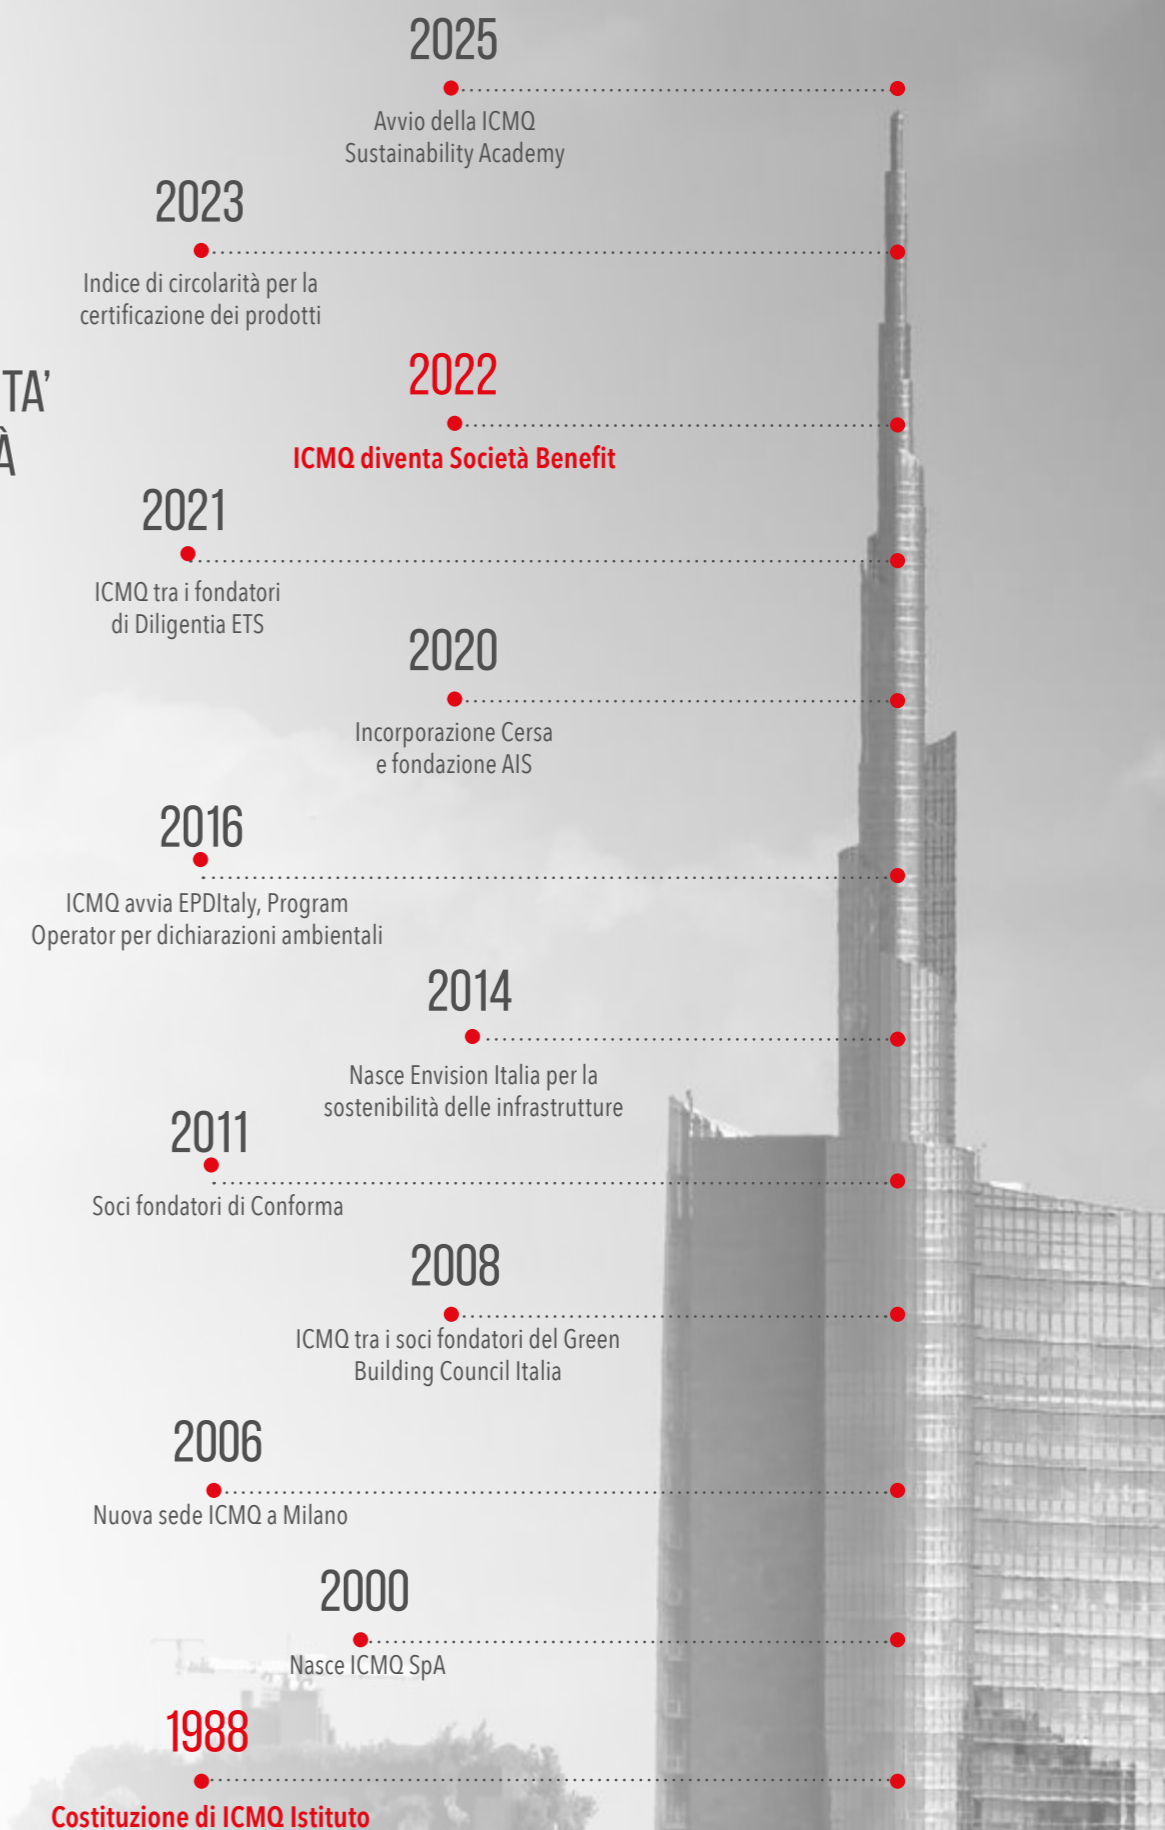 2025
Avvio della ICMQ
Sustainability Academy
2023
Indice di circolarità per la
certificazione dei prodotti
TA'
À
2022
ICMQ diventa Società Benefit
2021
ICMQ tra i fondatori
di Diligentia ETS
2020
Incorporazione Cersa
e fondazione AIS
2016
ICMQ avvia EPDItaly, Program
Operator per dichiarazioni ambientali
2014
Nasce Envision Italia per la
sostenibilità delle infrastrutture
2011
Soci fondatori di Conforma
2008
ICMQ tra i soci fondatori del Green
Building Council Italia
2006
Nuova sede ICMQ a Milano
2000
Nasce ICMQ SpA
1988
Costituzione di ICMQ Istituto